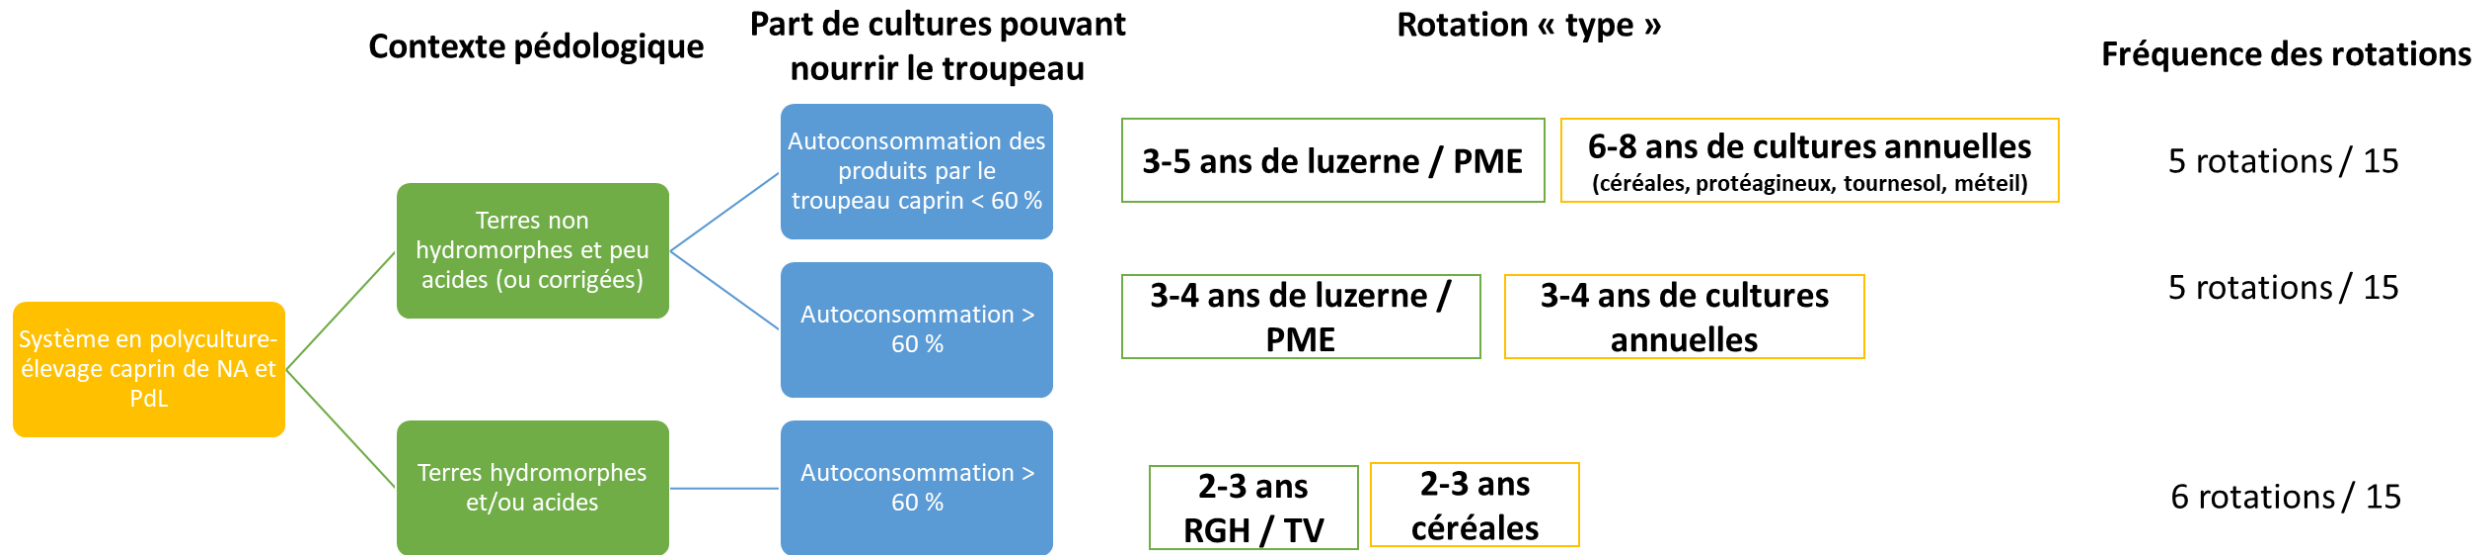 Contexte pédologique
Part de cultures pouvant
nourrir le troupeau
Rotation « type »
Fréquence des rotations
Système en polyculture-
élevage caprin de NA et
PdL
Terres non
hydromorphes et peu
acides (ou corrigées)
Autoconsommation des
produits par le
troupeau caprin < 60 %
3-5 ans de luzerne / PME
6-8 ans de cultures annuelles
(céréales, protéagineux, tournesol, méteil)
5 rotations / 15
Autoconsommation >
60 %
3-4 ans de luzerne /
PME
3-4 ans de cultures
annuelles
5 rotations / 15
Terres hydromorphes
et/ou acides
Autoconsommation >
60 %
2-3 ans
RGH / TV
2-3 ans
céréales
6 rotations / 15